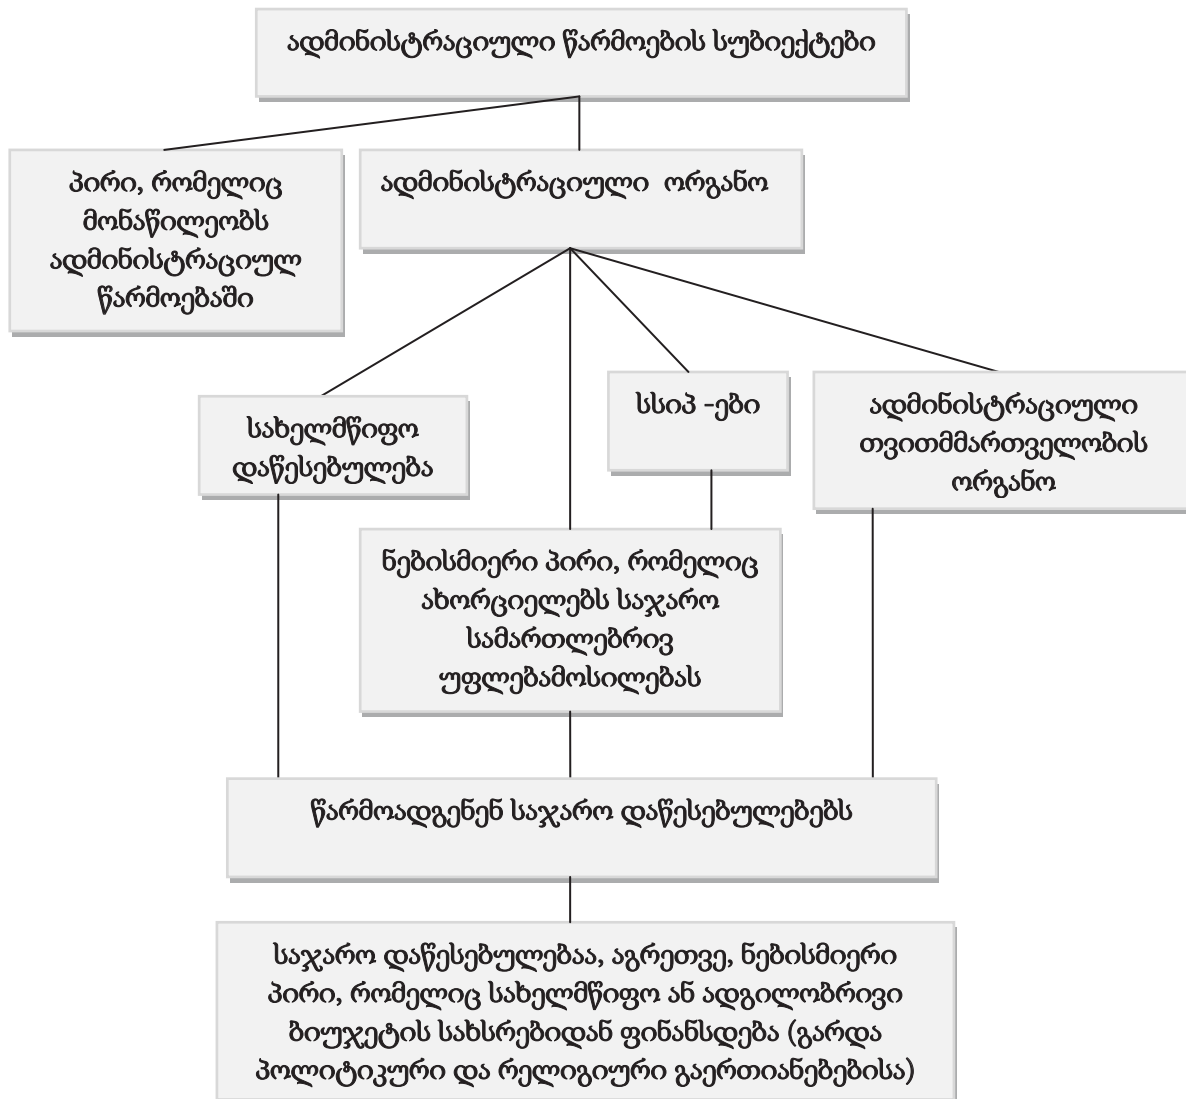 ადმინისტრაციული წარმოების სუბიექტები
პირი, რომელიც
მონაწილეობს
ადმინისტრაციულ
წარმოებაში
ადმინისტრაციული ორგანო
სახელმწიფო
დაწესებულება
სსიპ -ები
ადმინისტრაციული
თვითმმართველობის
ორგანო
ნებისმიერი პირი, რომელიც
ახორციელებს საჯარო
სამართლებრივ
უფლებამოსილებას
წარმოადგენენ საჯარო დაწესებულებებს
საჯარო დაწესებულებაა, აგრეთვე, ნებისმიერი
პირი, რომელიც სახელმწიფო ან ადგილობრივი
ბიუჯეტის სახსრებიდან ფინანსდება (გარდა
პოლიტიკური და რელიგიური გაერთიანებებისა)